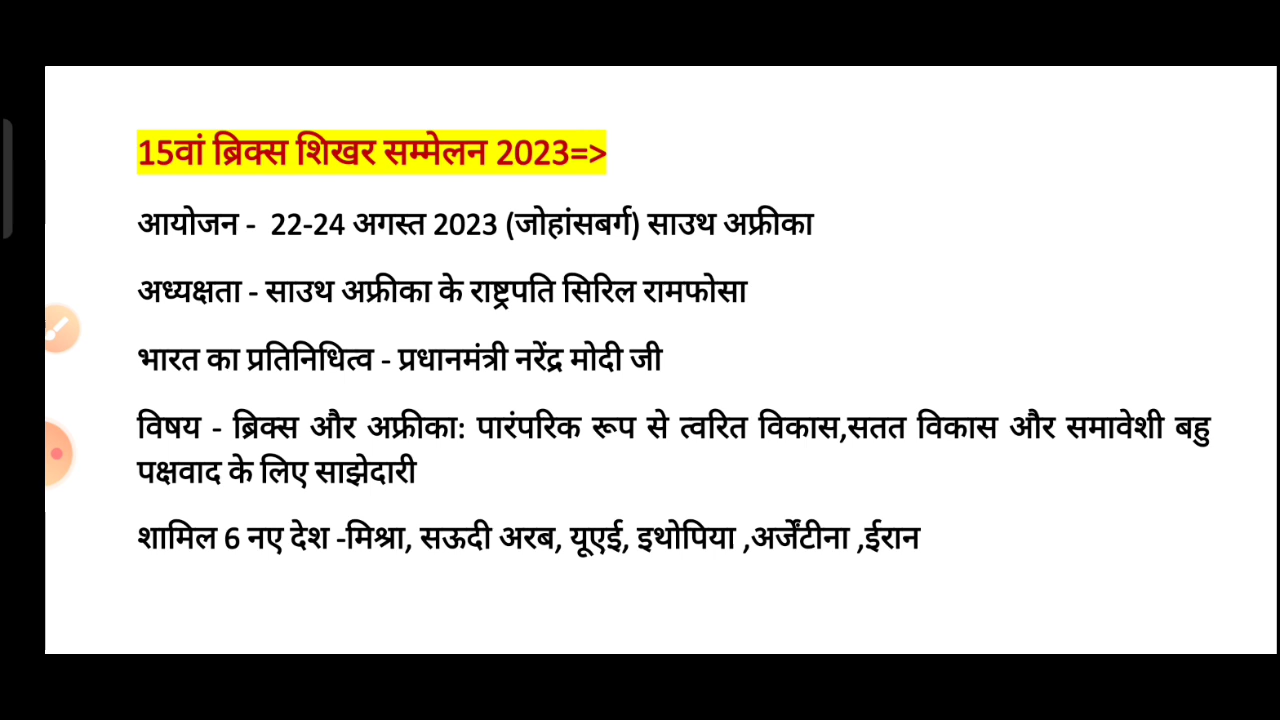 15वां ब्रिक्स शिखर सम्मेलन 2023=>
आयोजन - 22-24 अगस्त 2023 (जोहांसबर्ग) साउथ अफ्रीका
अध्यक्षता - साउथ अफ्रीका के राष्ट्रपति सिरिल रामफोसा
भारत का प्रतिनिधित्व - प्रधानमंत्री नरेंद्र मोदी जी
विषय - ब्रिक्स और अफ्रीका: पारंपरिक रूप से त्वरित विकास,सतत विकास और समावेशी बहु
पक्षवाद के लिए साझेदारी
शामिल 6 नए देश -मिश्रा, सऊदी अरब, यूएई, इथोपिया ,अर्जेंटीना ,ईरान